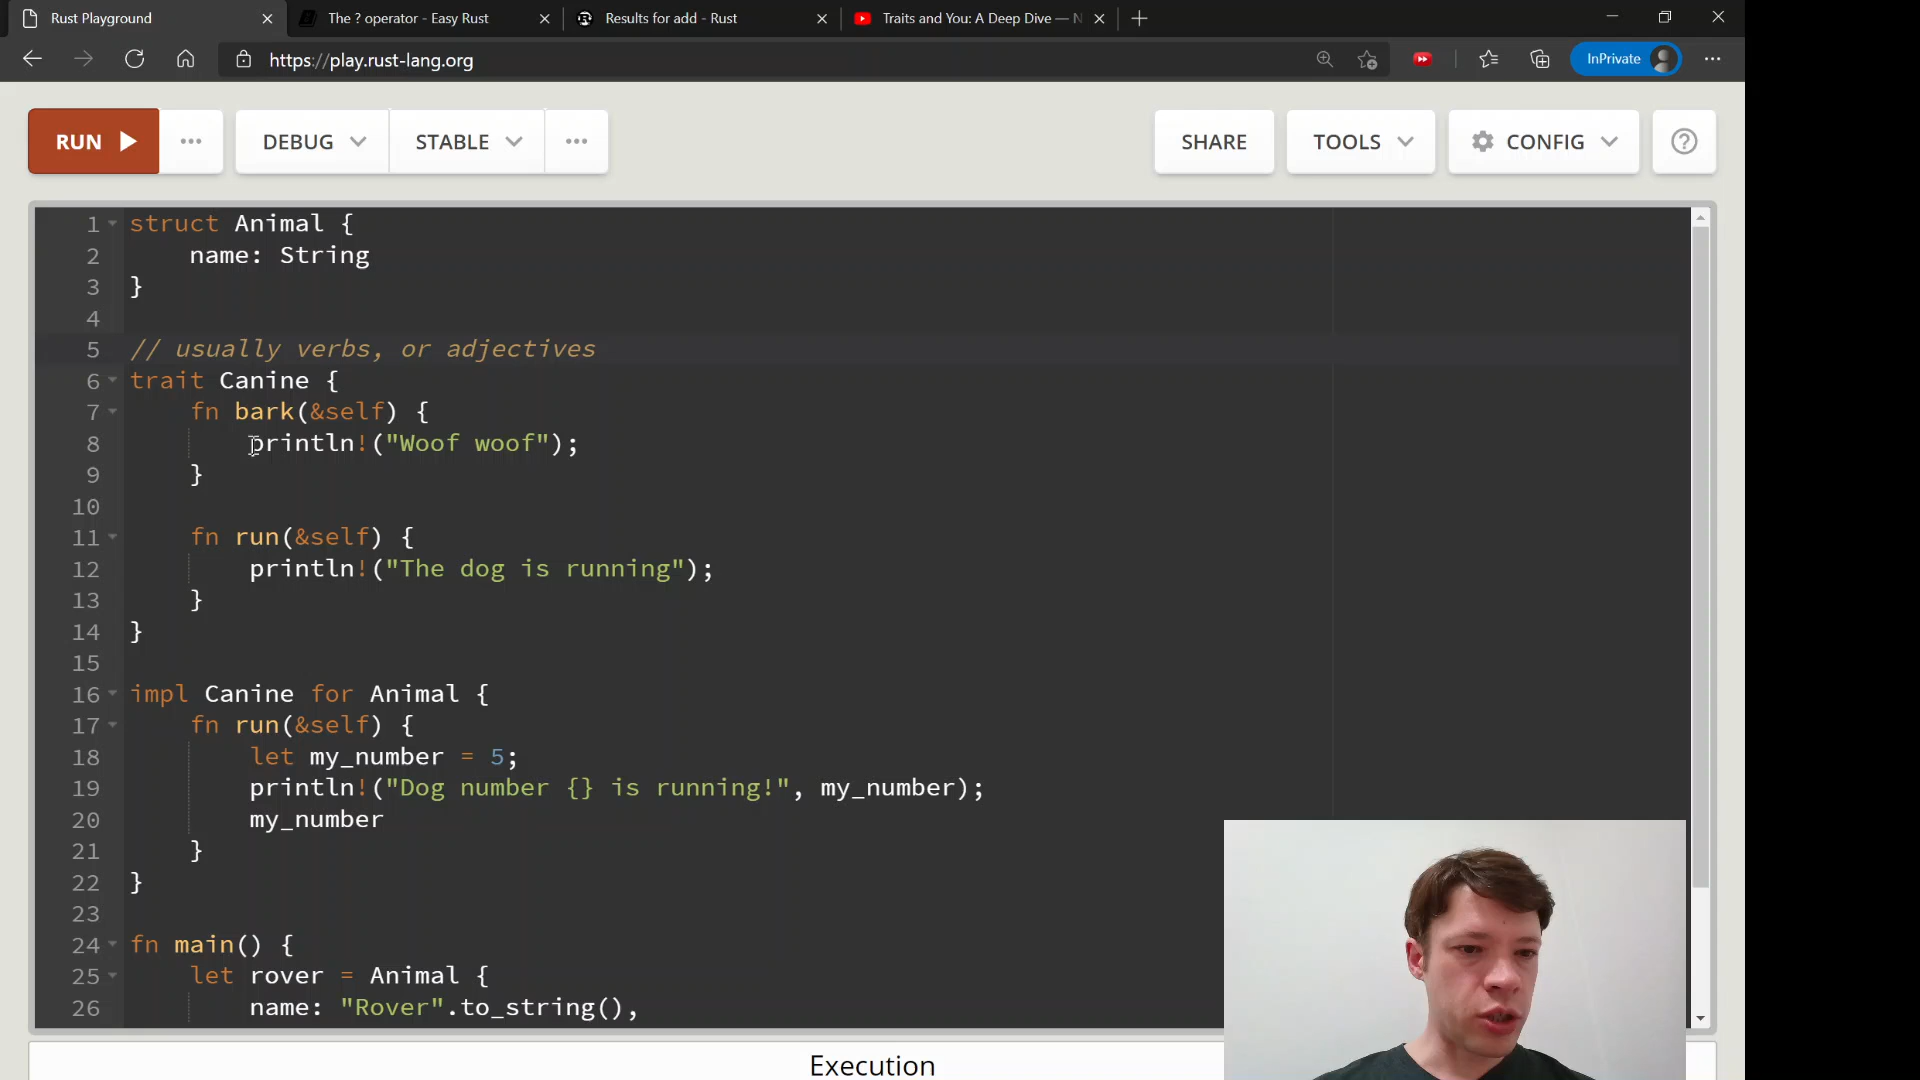 Rust Playground
The ? operator - Easy Rust
Results for add - Rust
Traits and You: A Deep Dive — N
https://play.rust-lang.org
InPrivate
RUN
DEBUG
STABLE
SHARE
TOOLS
CONFIG
1 struct Animal {
2 name: String
3 }
4
5 // usually verbs, or adjectives
6 trait Canine {
7 fn bark(&self) {
8 println!("Woof woof");
9 }
10
11 fn run(&self) {
12 println!("The dog is running");
13 }
14 }
15
16 impl Canine for Animal {
17 fn run(&self) {
18 let my_number = 5;
19 println!("Dog number {} is running!", my_number);
20 my_number
21 }
22 }
23
24 fn main() {
25 let rover = Animal {
26 name: "Rover".to_string(),
Execution